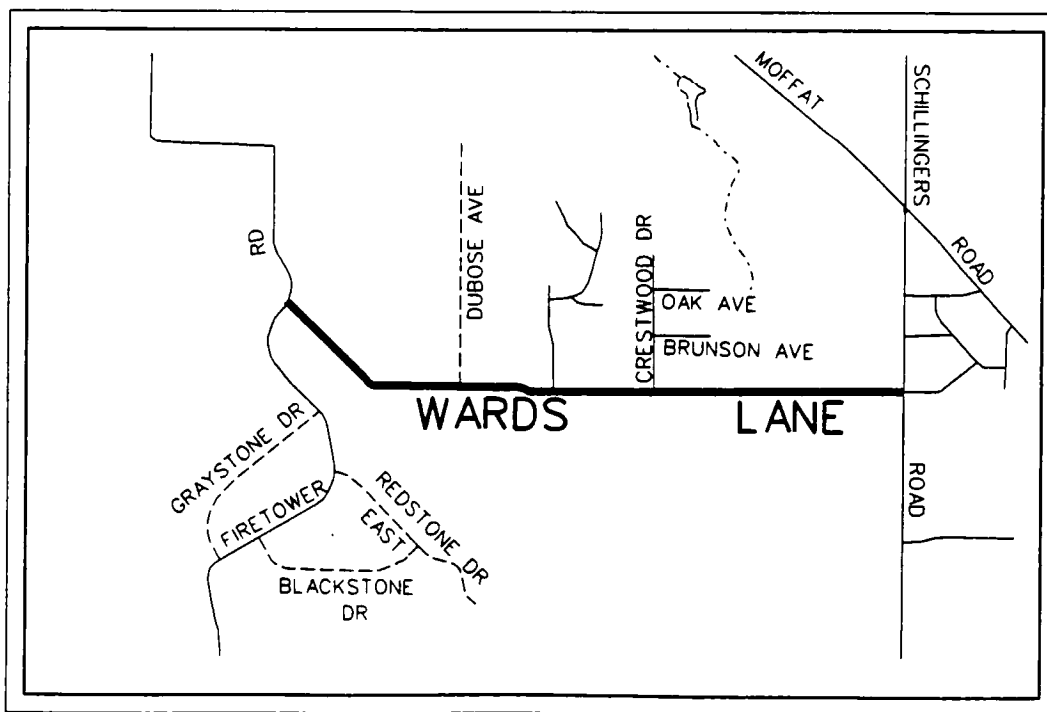 MOFFAT
ROAD
SCHILLINGERS
ROAD
RD
DUBOSE AVE
CRESTWOOD DR
OAK AVE
BRUNSON AVE
WARDS LANE
GRAYSTONE DR
FIRETOWER
REDSTONE DR
EAST
BLACKSTONE
DR